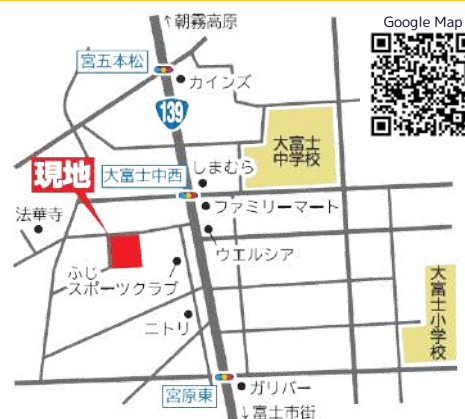 ↑朝霧高原
Google Map
宮五本松
カインズ
139
大富士
中学校
しまむら
現地
大富士中西
ファミリーマート
法華寺
ウエルシア
ふじ
スポーツクラブ
大富士小学校
ニトリ
宮原東
ガリバー
↓富士市街